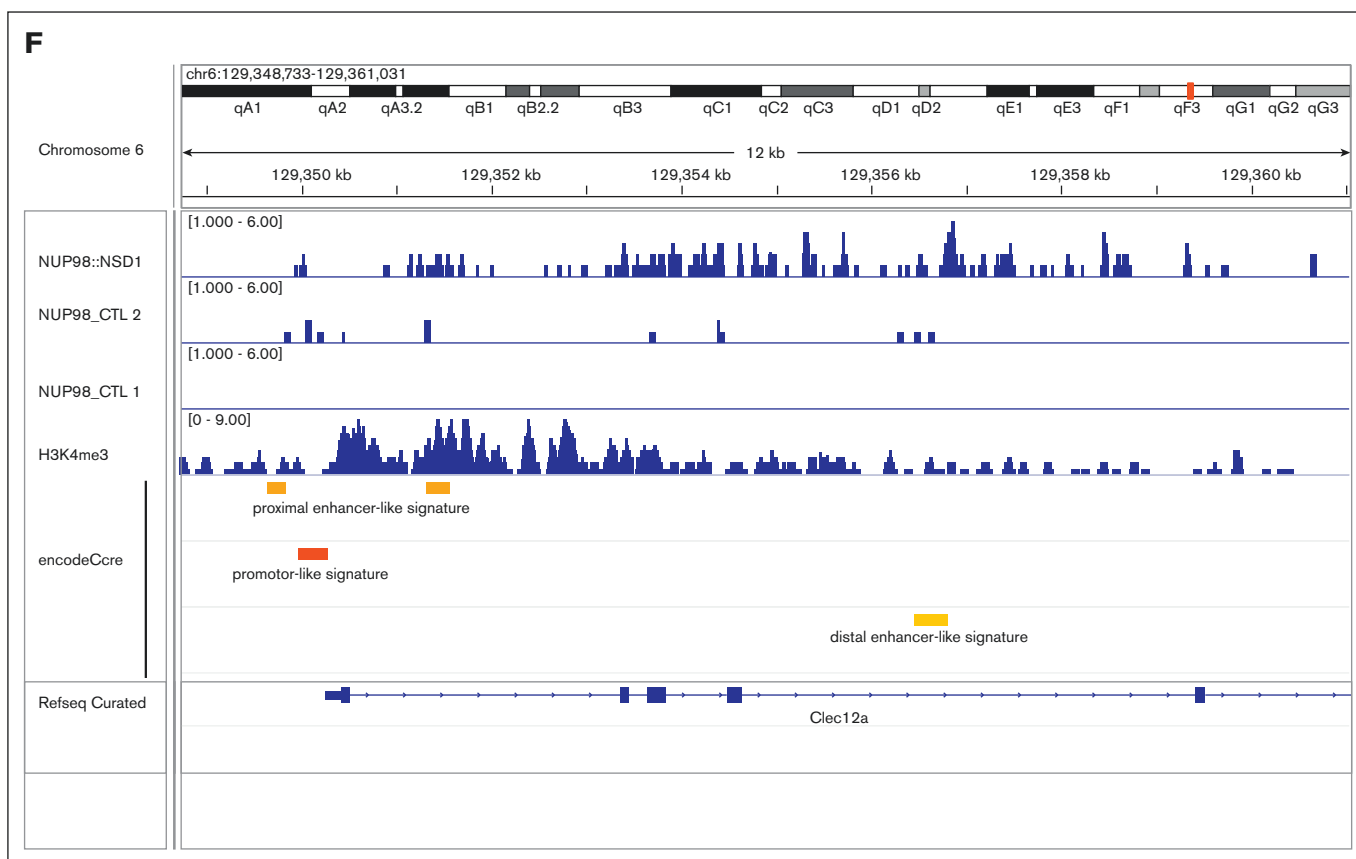 F
chr6:129,348,733-129,361,031
qA1 qA2 qA3.2 qB1 qB2.2 qB3 qC1 qC2 qC3 qD1 qD2 qE1 qE3 qF1 qF3 qG1 qG2 qG3
Chromosome 6
12 kb
129,350 kb 129,352 kb 129,354 kb 129,356 kb 129,358 kb 129,360 kb
[1.000 - 6.00]
NUP98::NSD1
[1.000 - 6.00]
NUP98_CTL 2
[1.000 - 6.00]
NUP98_CTL 1
[0 - 9.00]
H3K4me3
proximal enhancer-like signature
encodeCcre
promotor-like signature
distal enhancer-like signature
Refseq Curated
Clec12a